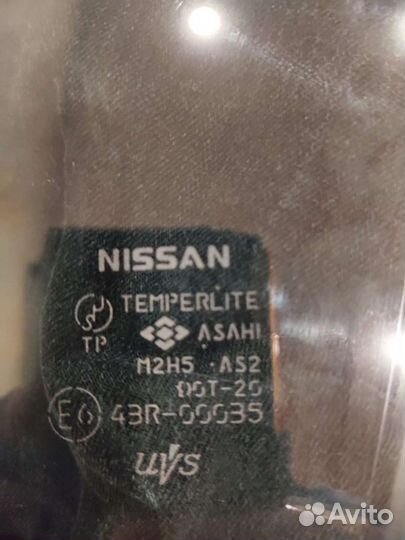 NISSAN
TEMPERLITE
TP
ASAHI
M2H5 · AS2
DOT-20
E6 43R-00035
UVS
Avito